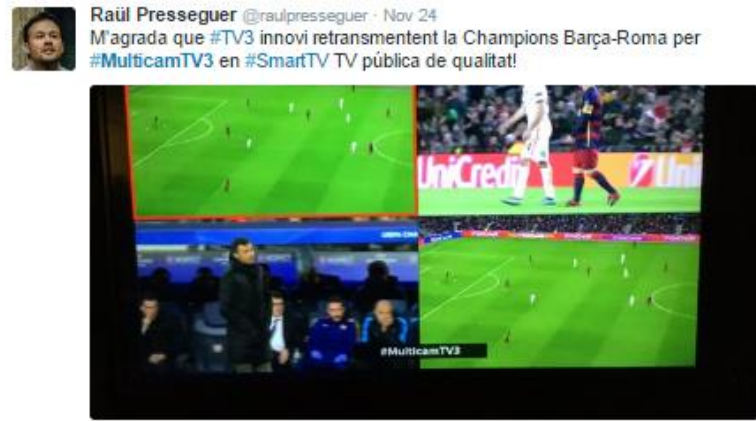 Raül Presseguer @raulpresseguer · Nov 24
M'agrada que #TV3 innovi retransmentent la Champions Barça-Roma per
#MulticamTV3 en #SmartTV TV pública de qualitat!
UniCredit
Uni
#MulticamTV3